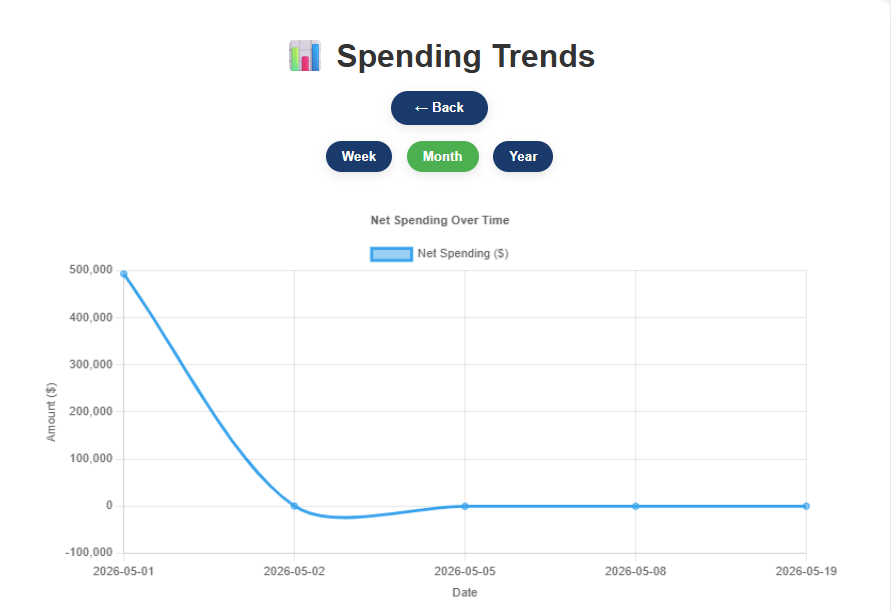 Spending Trends
← Back
Week Month Year
Net Spending Over Time
Net Spending ($)
500,000
400,000
300,000
200,000
100,000
0
-100,000
Amount ($)
2026-05-01 2026-05-02 2026-05-05 2026-05-08 2026-05-19
Date